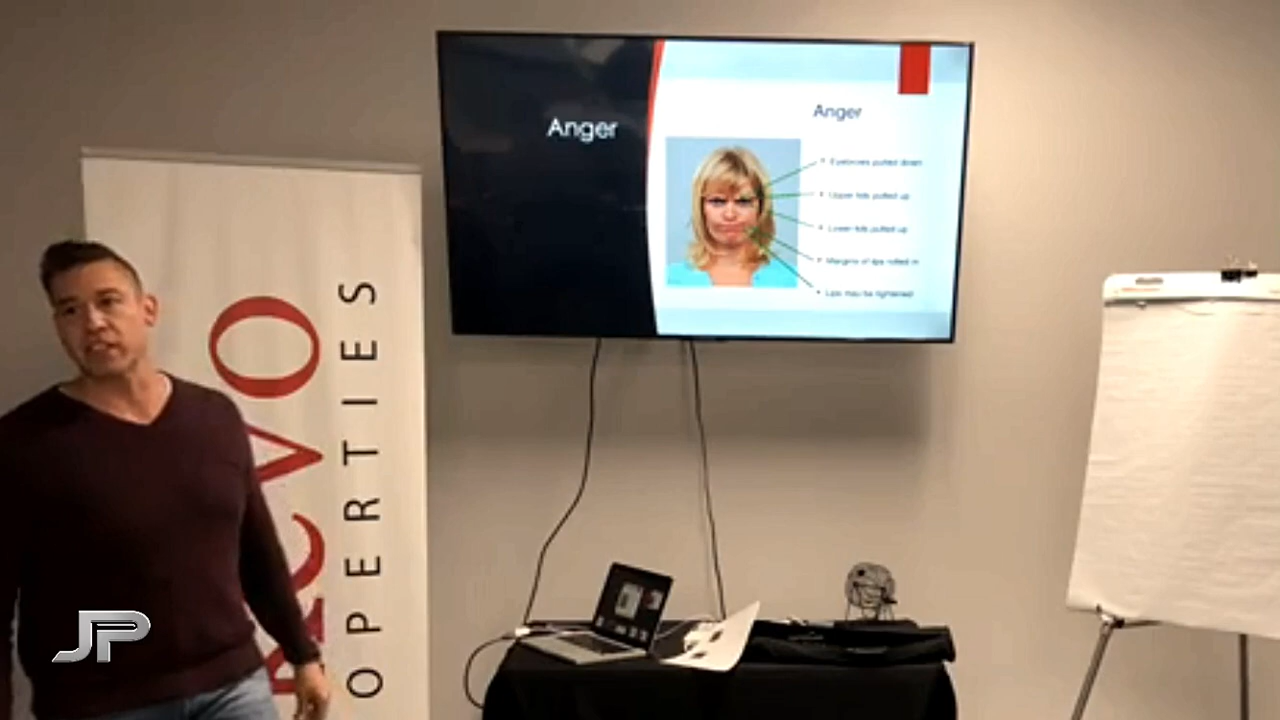 Anger
Anger
Eyebrows pulled down
Upper lids pulled up
Lower lids pulled up
Margins of lips rolled in
Lips may be tightened
REVO
OPERTIES
JP